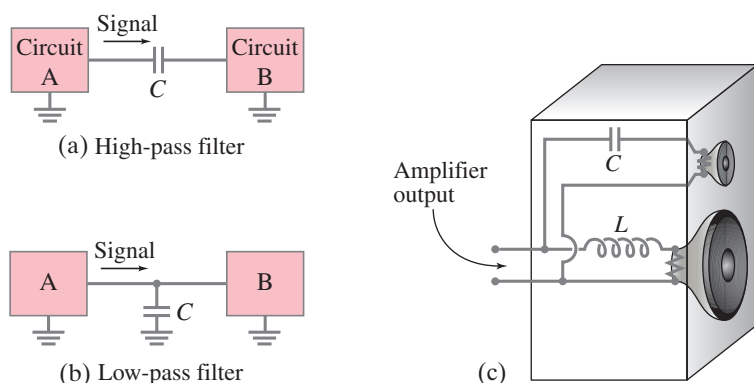 Signal
Circuit
A
C
Circuit
B
(a) High-pass filter
Signal
A
C
B
(b) Low-pass filter
Amplifier
output
C
L
(c)